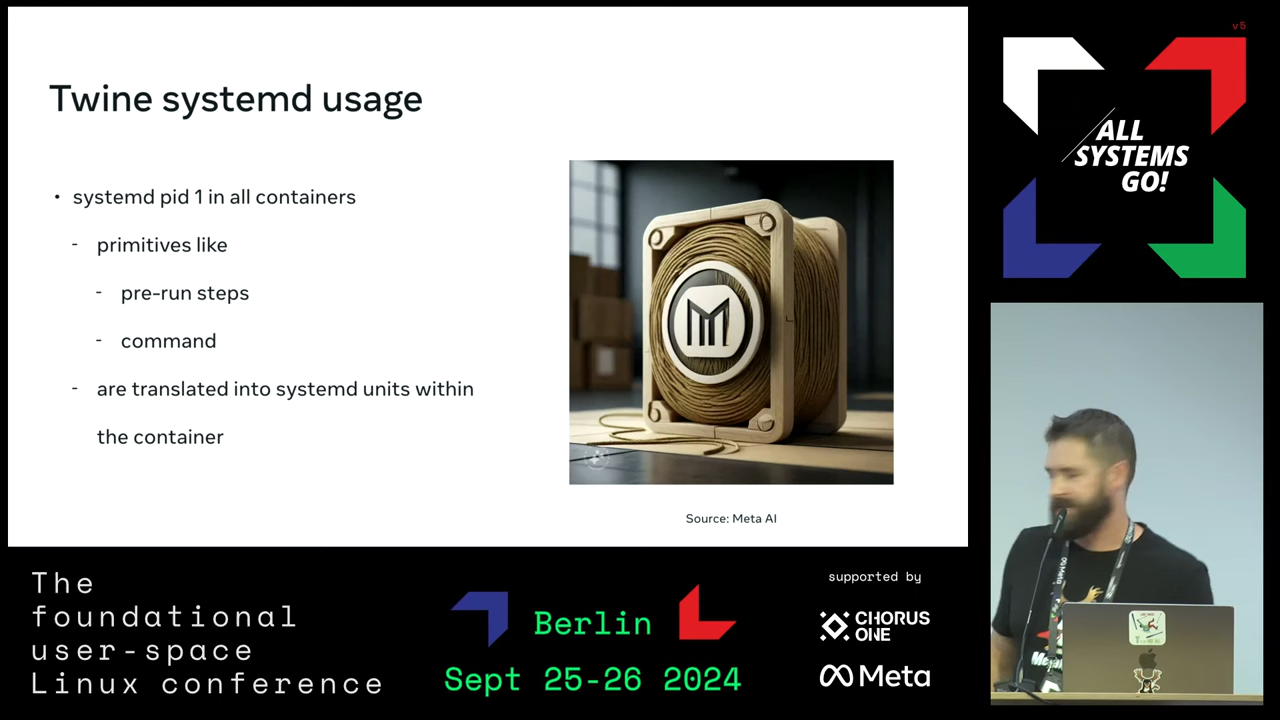 Twine systemd usage
• systemd pid 1 in all containers
- primitives like
- pre-run steps
- command
- are translated into systemd units within
the container
Source: Meta AI
v5
ALL
SYSTEMS
GO!
The
foundational
user-space
Linux conference
Berlin
Sept 25-26 2024
supported by
CHORUS
ONE
Meta